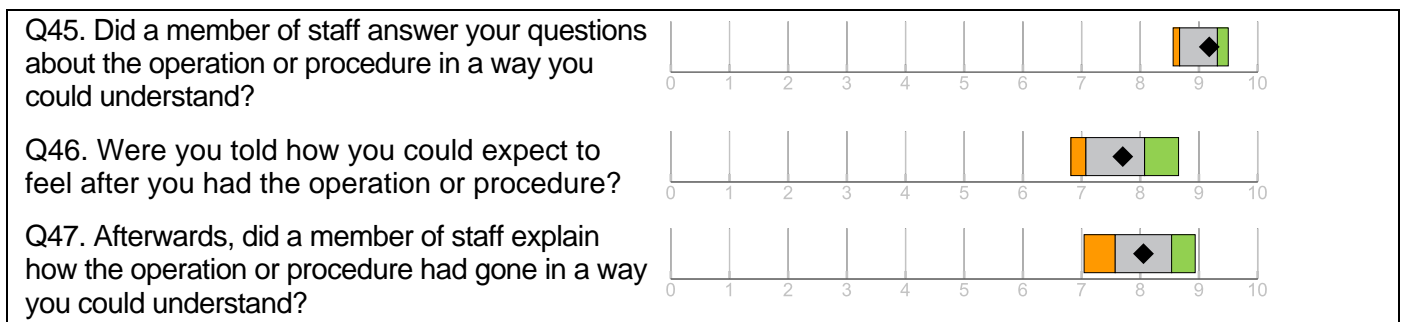 Q45. Did a member of staff answer your questions
about the operation or procedure in a way you
could understand?
0 1 2 3 4 5 6 7 8 9 10
Q46. Were you told how you could expect to
feel after you had the operation or procedure?
0 1 2 3 4 5 6 7 8 9 10
Q47. Afterwards, did a member of staff explain
how the operation or procedure had gone in a way
you could understand?
0 1 2 3 4 5 6 7 8 9 10